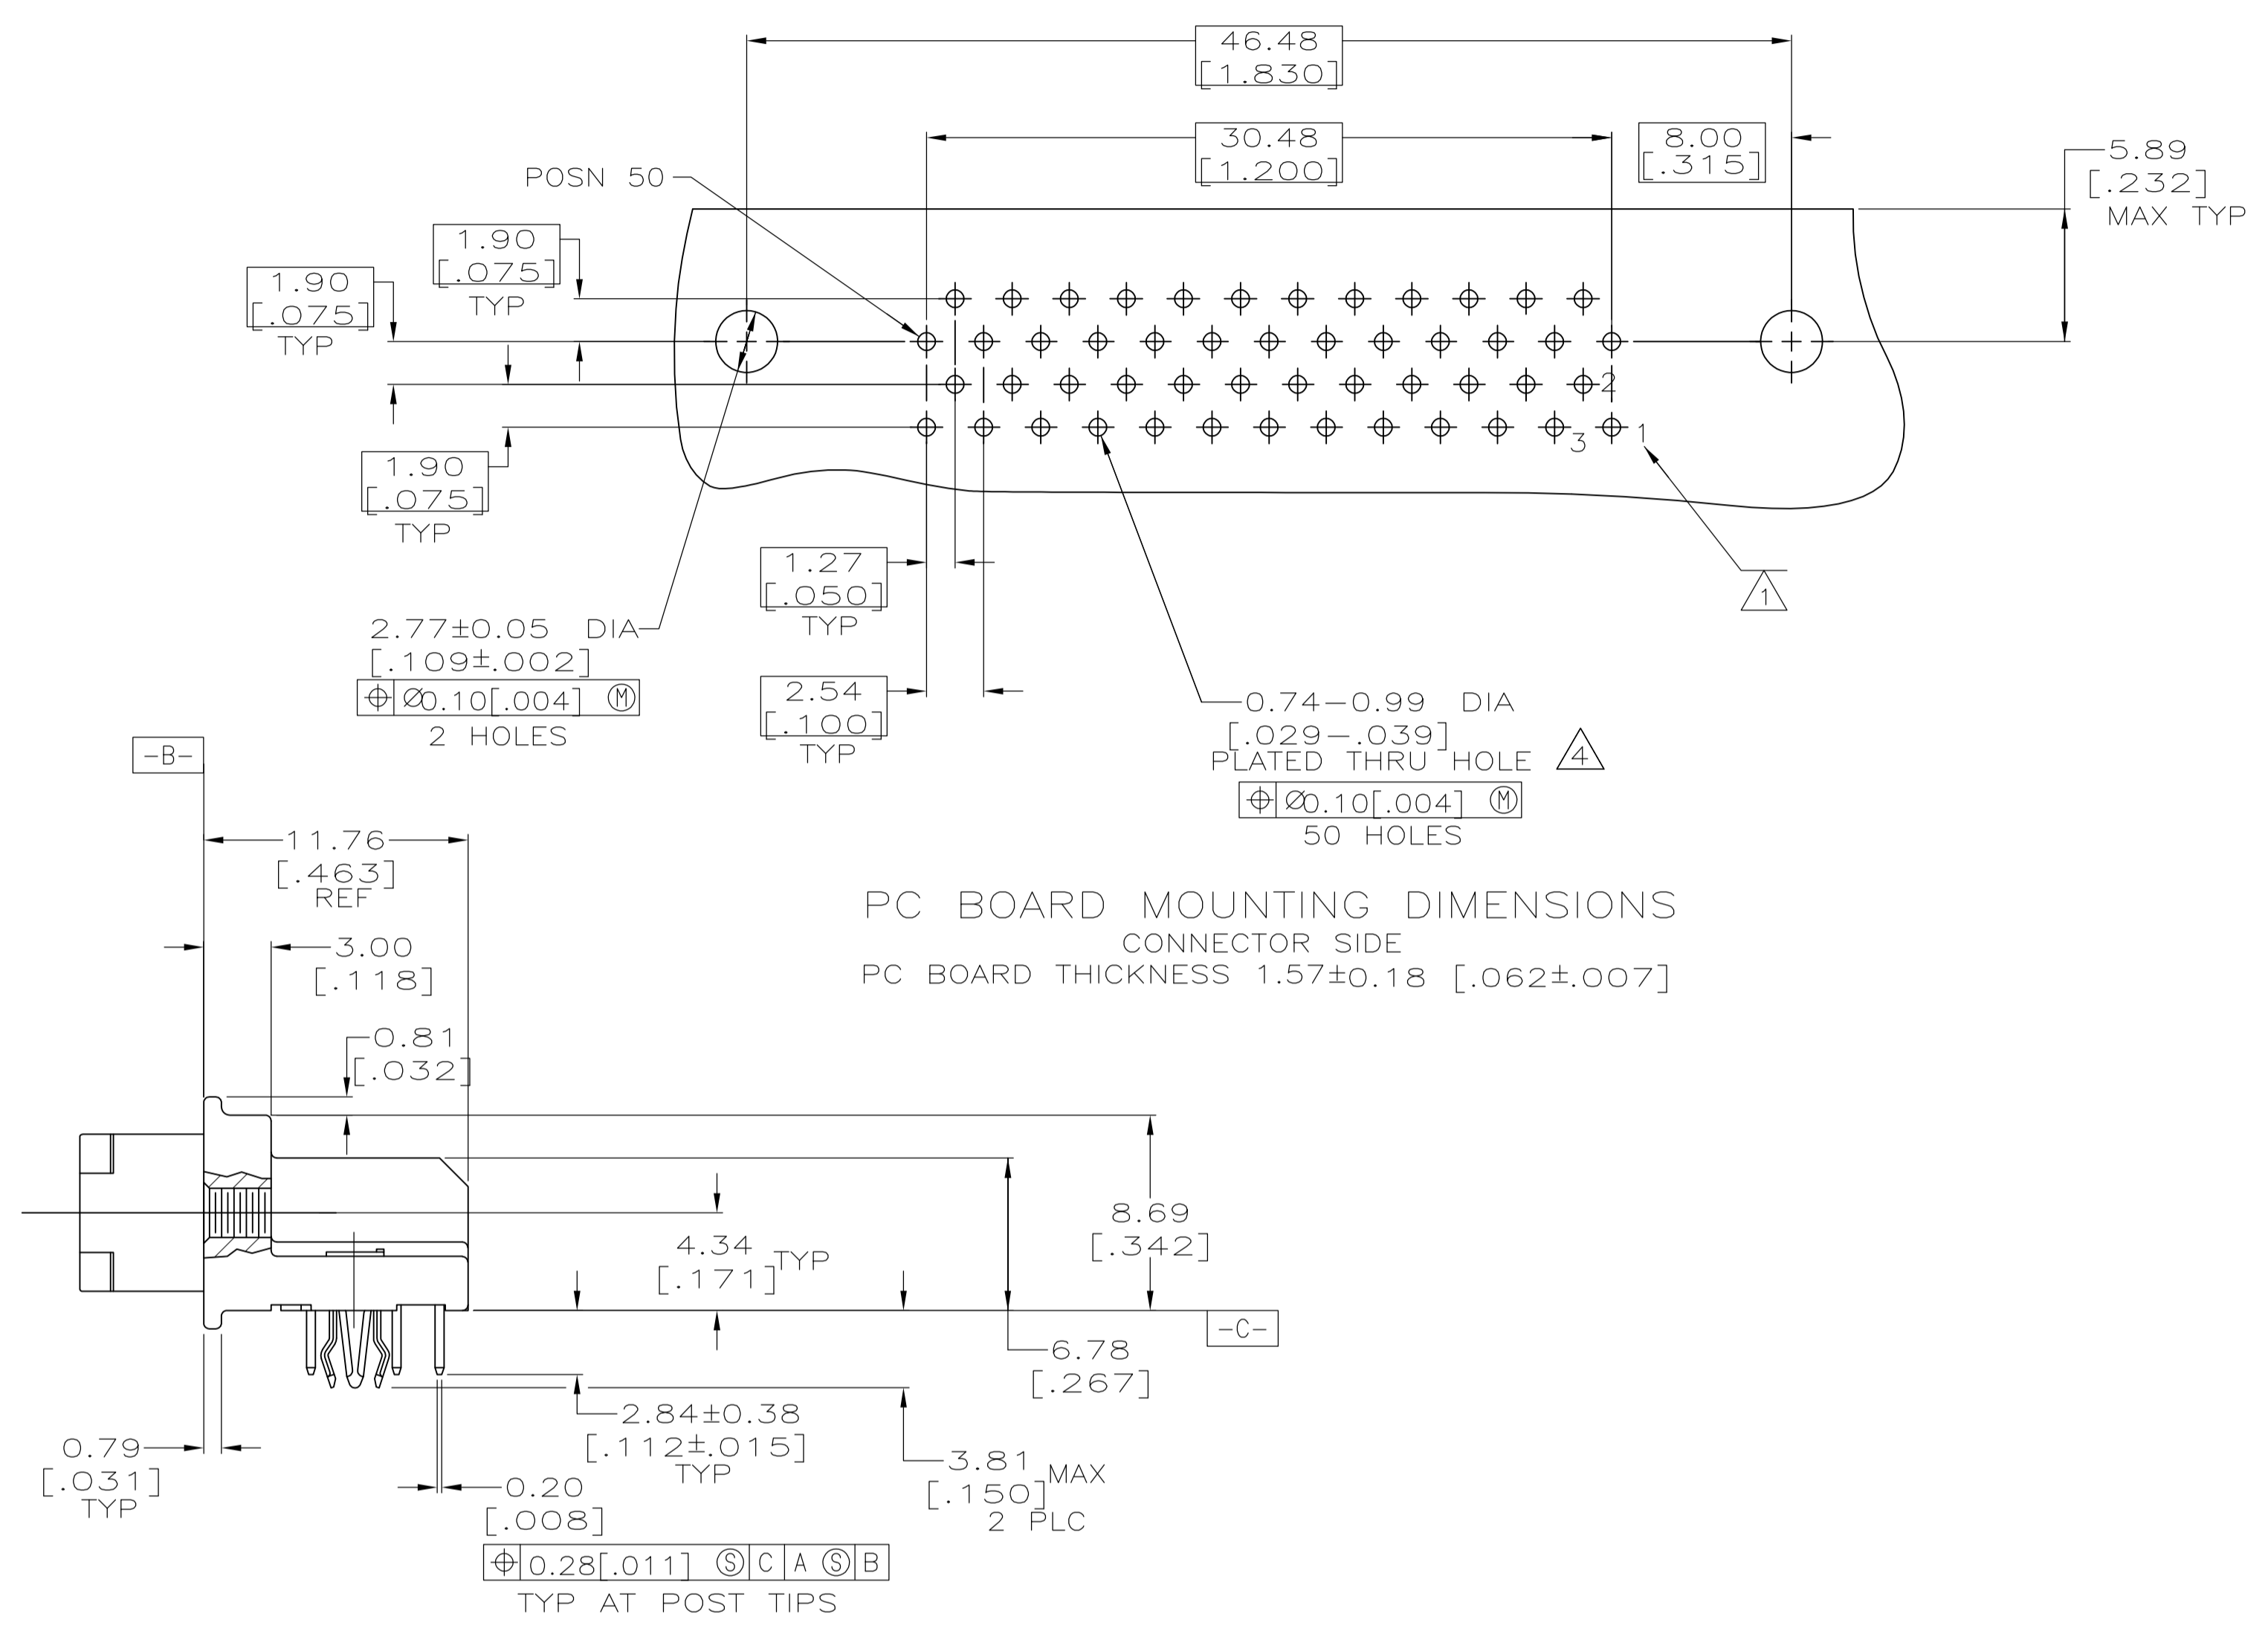 46.48
[1.830]
30.48
[1.200]
8.00
[.315]
5.89
[.232]
MAX TYP
POSN 50
1.90
[.075]
TYP
1.90
[.075]
TYP
2
3
1
1.90
[.075]
TYP
1.27
[.050]
TYP
1
2.77±0.05 DIA
[.109±.002]
⌖ Ø0.10[.004] Ⓜ
2 HOLES
2.54
[.100]
TYP
0.74-0.99 DIA
[.029-.039]
PLATED THRU HOLE 4
⌖ Ø0.10[.004] Ⓜ
50 HOLES
-B-
11.76
[.463]
REF
PC BOARD MOUNTING DIMENSIONS
CONNECTOR SIDE
PC BOARD THICKNESS 1.57±0.18 [.062±.007]
3.00
[.118]
0.81
[.032]
8.69
[.342]
4.34
[.171] TYP
-C-
6.78
[.267]
2.84±0.38
[.112±.015]
TYP
0.79
[.031]
TYP
3.81
[.150] MAX
2 PLC
0.20
[.008]
⌖ 0.28[.011] Ⓢ C A Ⓢ B
TYP AT POST TIPS